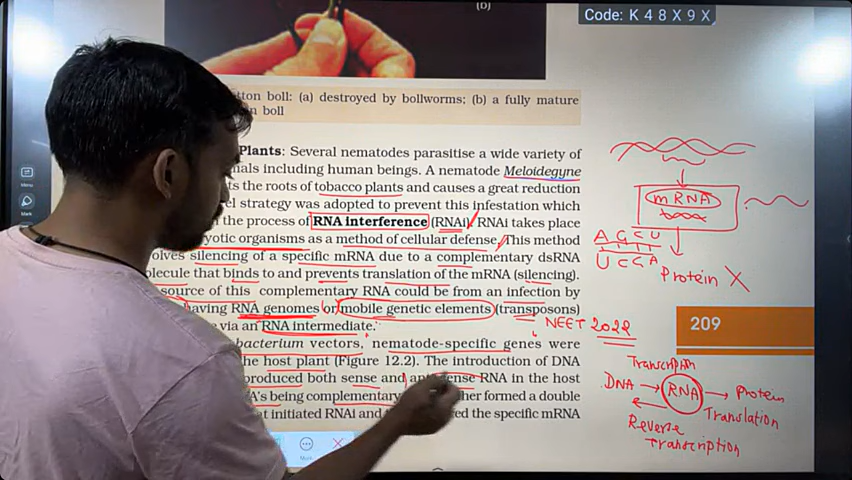 (b)
Code: K 4 8 X 9 X
tton boll: (a) destroyed by bollworms; (b) a fully mature
n boll
Plants: Several nematodes parasitise a wide variety of
nals including human beings. A nematode Meloidegyne
ts the roots of tobacco plants and causes a great reduction
el strategy was adopted to prevent this infestation which
n the process of RNA interference (RNAi). RNAi takes place
yotic organisms as a method of cellular defense. This method
olves silencing of a specific mRNA due to a complementary dsRNA
olecule that binds to and prevents translation of the mRNA (silencing).
source of this complementary RNA could be from an infection by
having RNA genomes or mobile genetic elements (transposons)
e via an RNA intermediate.
bacterium vectors, nematode-specific genes were
he host plant (Figure 12.2). The introduction of DNA
roduced both sense and anti-sense RNA in the host
A's being complementary ther formed a double
t initiated RNAi and red the specific mRNA
mRNA
A G C U
U C G A
Protein X
NEET 2022
209
Transcription
DNA → RNA → Protein
Translation
Reverse
transcription
Menu
Mark